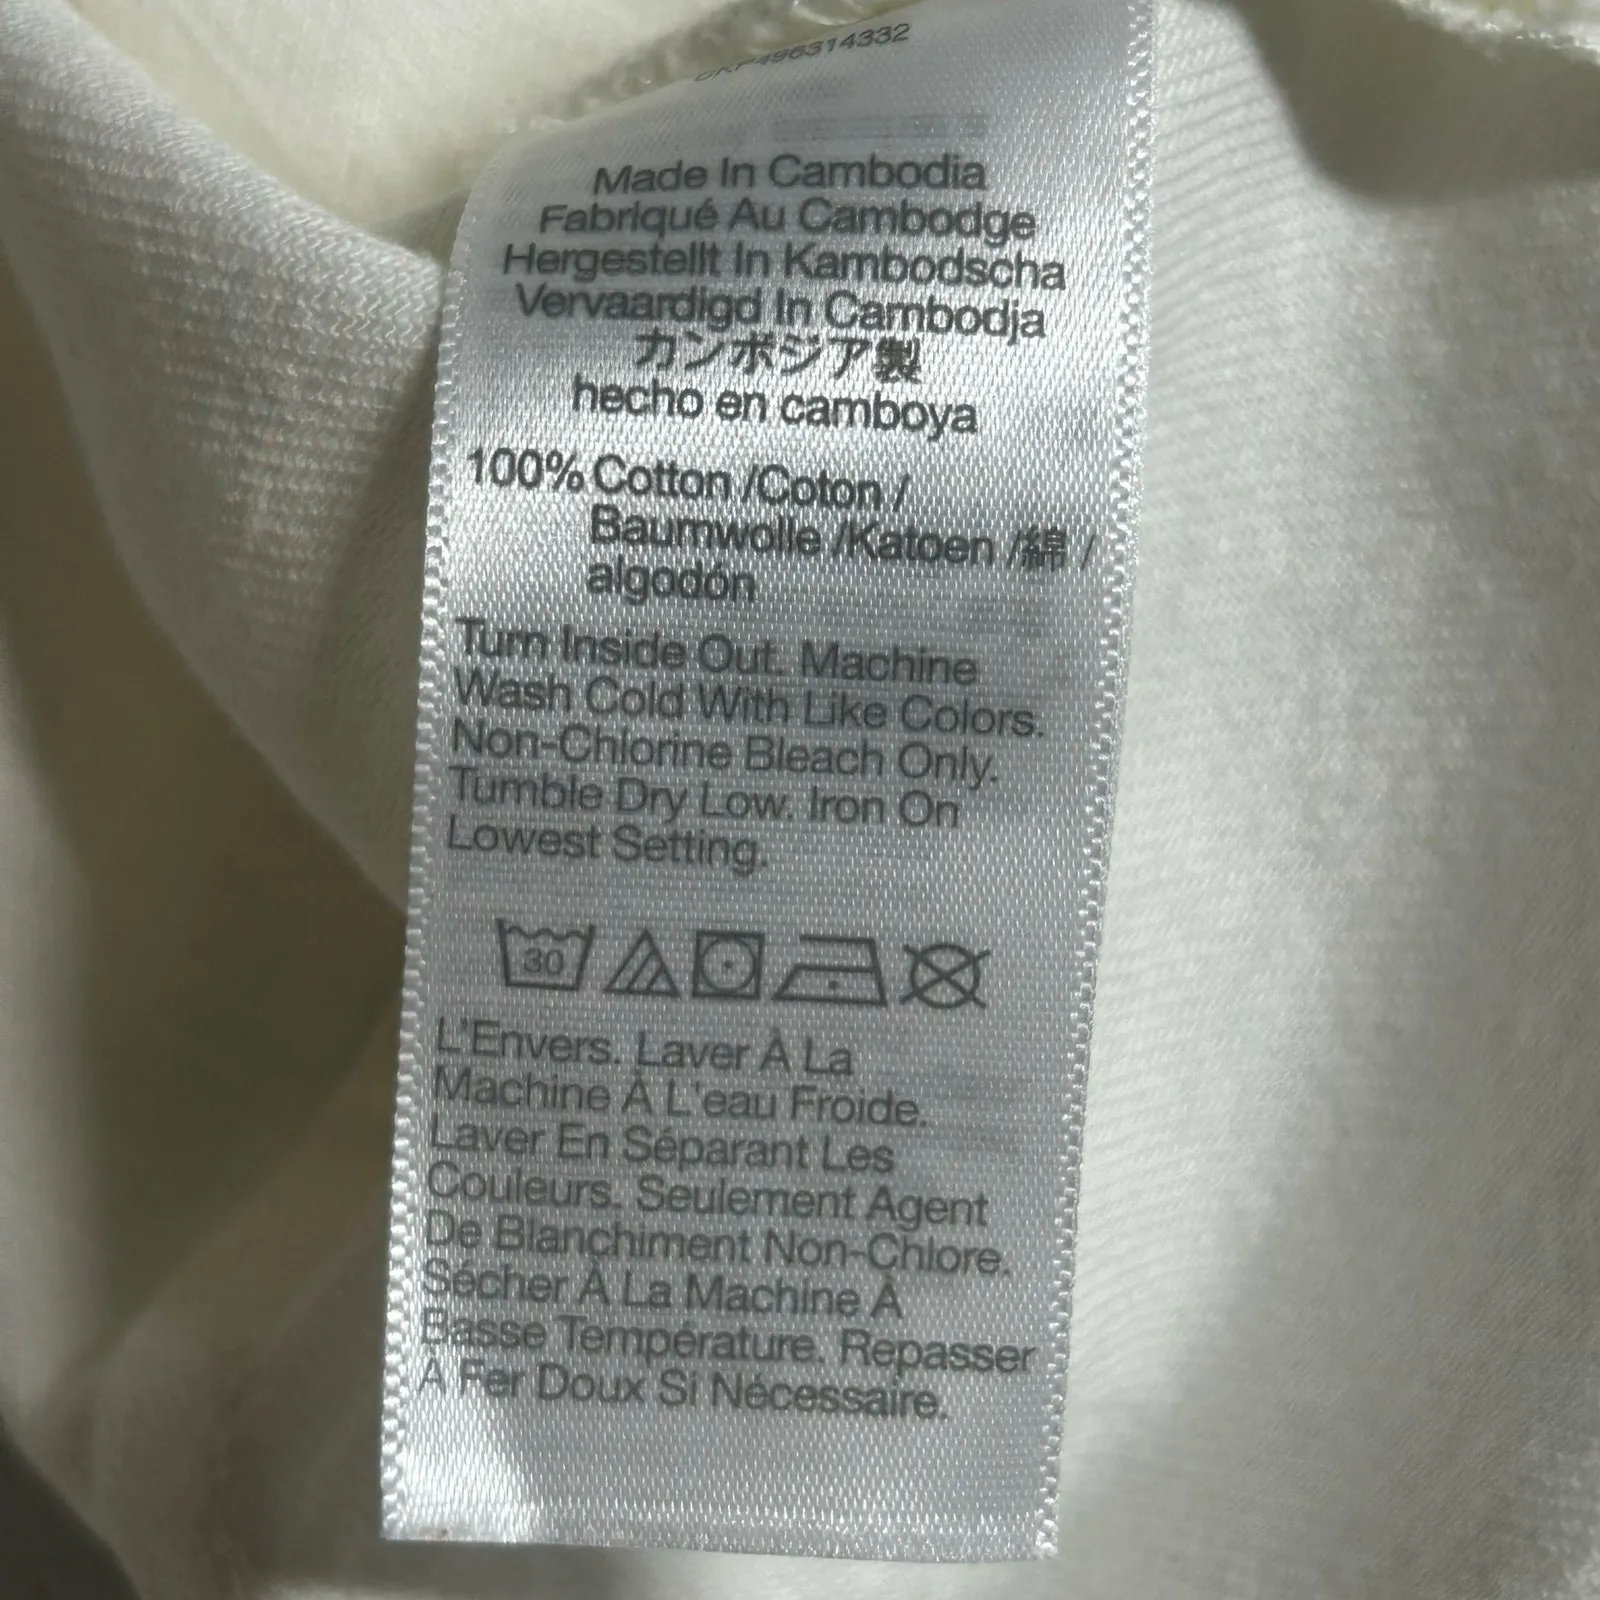 Made In Cambodia
Fabriqué Au Cambodge
Hergestellt In Kambodscha
Vervaardigd In Cambodja
カンボジア製
hecho en camboya
100% Cotton /Coton /
Baumwolle /Katoen /綿 /
algodón
Turn Inside Out. Machine
Wash Cold With Like Colors.
Non-Chlorine Bleach Only.
Tumble Dry Low. Iron On
Lowest Setting.
30
L'Envers. Laver À La
Machine À L'eau Froide.
Laver En Séparant Les
Couleurs. Seulement Agent
De Blanchiment Non-Chlore.
Sécher À La Machine À
Basse Température. Repasser
À Fer Doux Si Nécessaire.